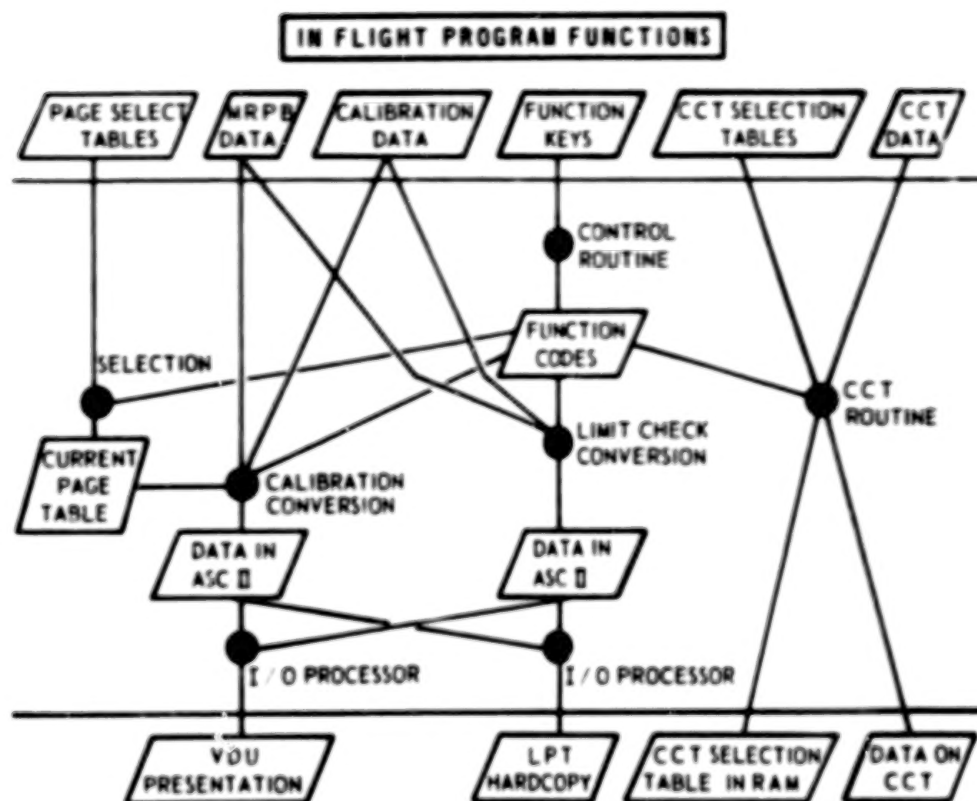 IN FLIGHT PROGRAM FUNCTIONS
PAGE SELECT
TABLES
MRPB
DATA
CALIBRATION
DATA
FUNCTION
KEYS
CCT SELECTION
TABLES
CCT
DATA
CONTROL
ROUTINE
FUNCTION
CODES
SELECTION
CCT
ROUTINE
LIMIT CHECK
CONVERSION
CURRENT
PAGE
TABLE
CALIBRATION
CONVERSION
DATA IN
ASC II
DATA IN
ASC II
I/O PROCESSOR
I/O PROCESSOR
VDU
PRESENTATION
LPT
HARDCOPY
CCT SELECTION
TABLE IN RAM
DATA ON
CCT